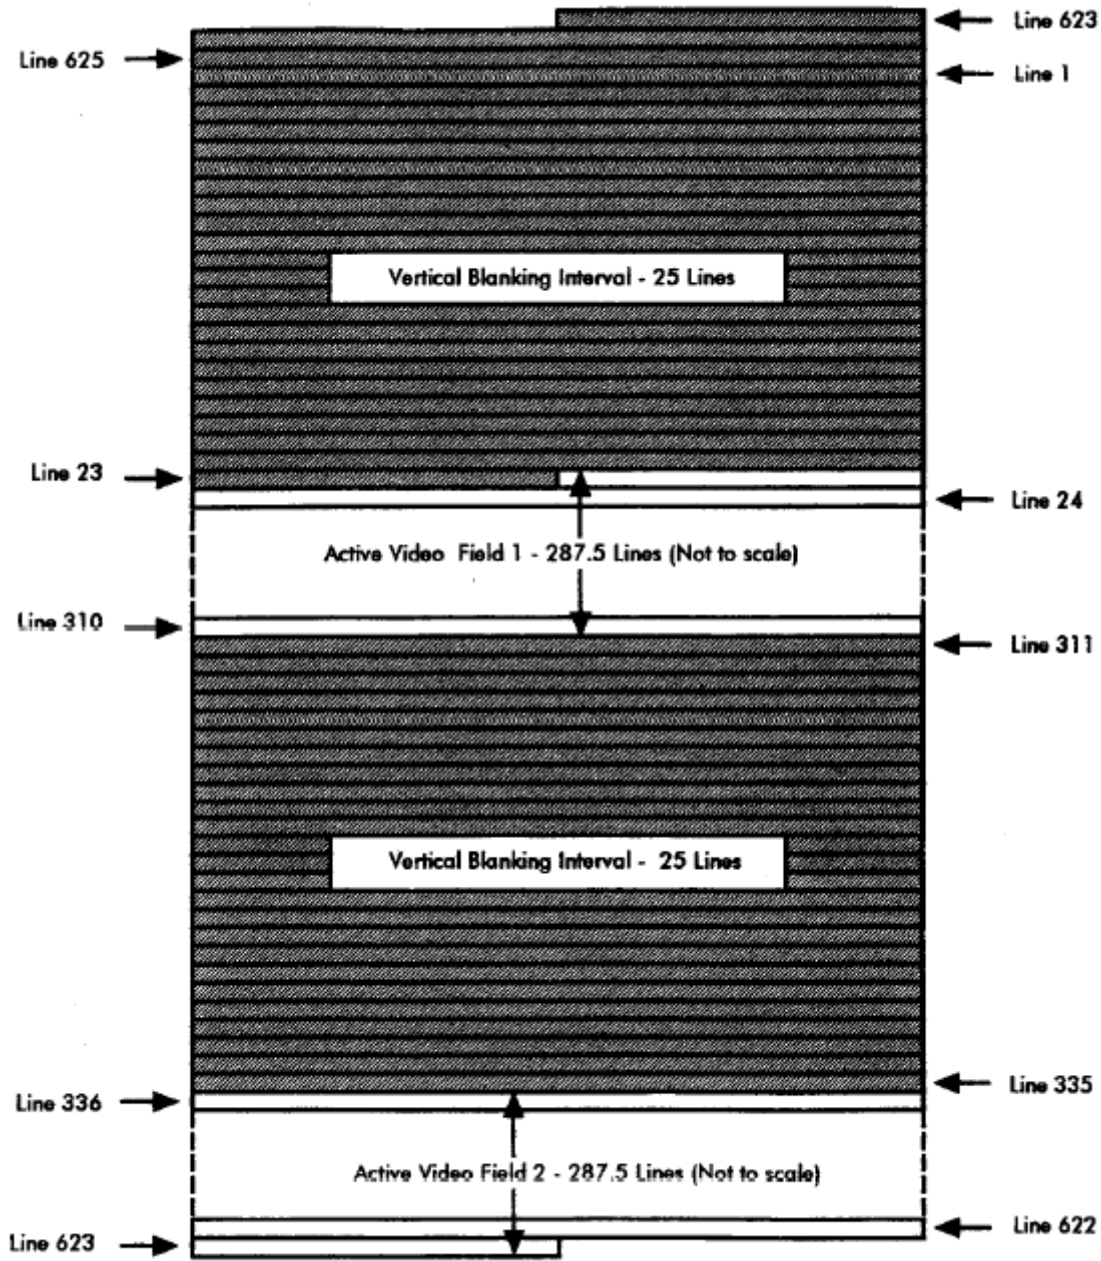 Line 623
Line 625
Line 1
Vertical Blanking Interval - 25 Lines
Line 23
Line 24
Active Video Field 1 - 287.5 Lines (Not to scale)
Line 310
Line 311
Vertical Blanking Interval - 25 Lines
Line 335
Line 336
Active Video Field 2 - 287.5 Lines (Not to scale)
Line 622
Line 623